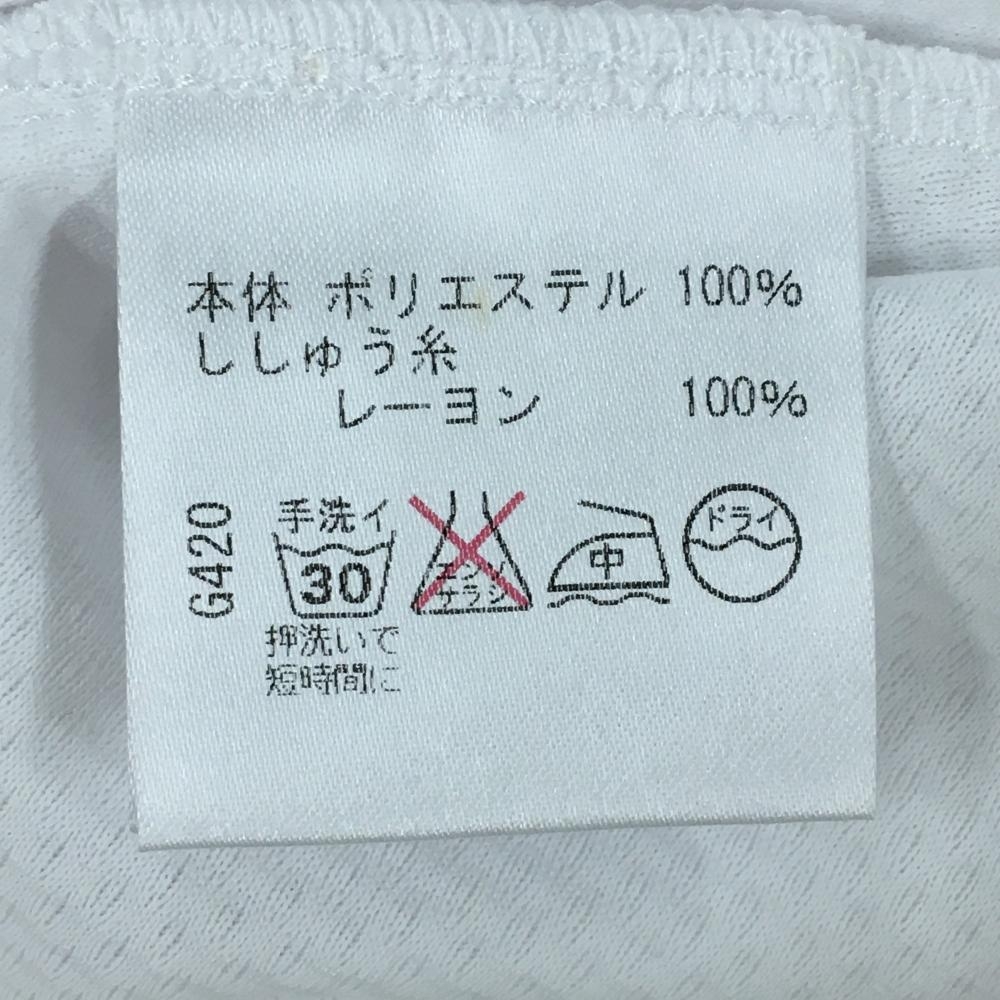 本体 ポリエステル 100%
ししゅう糸
レーヨン 100%
G420
手洗イ
30
押洗いで
短時間に
エンソ
サラシ
中
ドライ